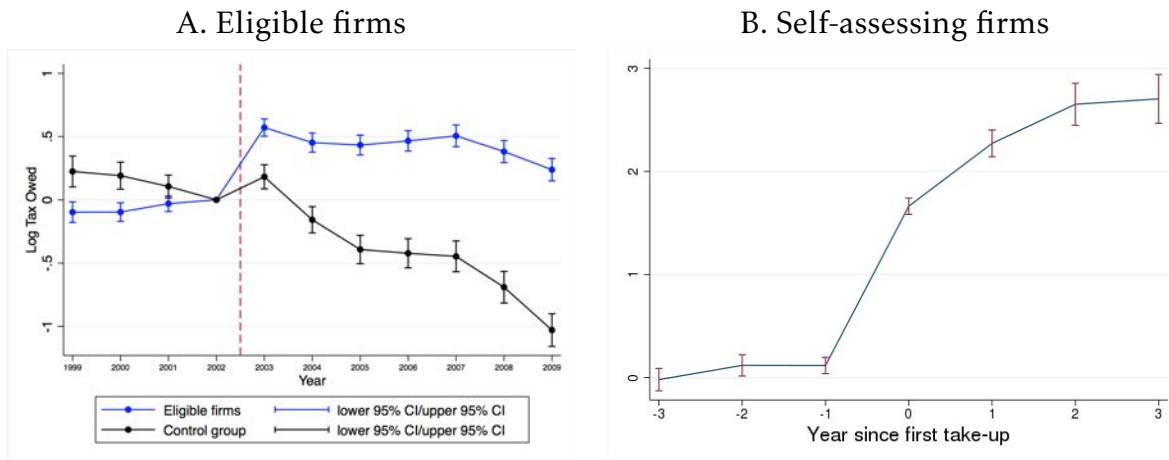 A. Eligible firms
Log Tax Owed
1
.5
0
-.5
-1
1999 2000 2001 2002 2003 2004 2005 2006 2007 2008 2009
Year
Eligible firms lower 95% CI/upper 95% CI
Control group lower 95% CI/upper 95% CI
B. Self-assessing firms
3
2
1
0
-3 -2 -1 0 1 2 3
Year since first take-up